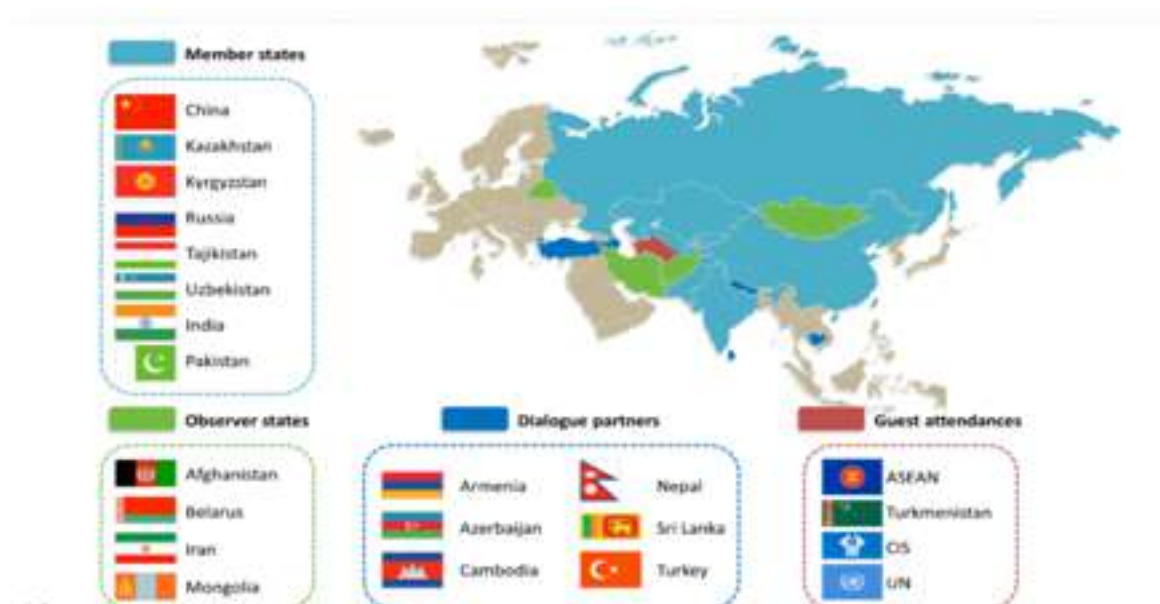 Member states
China
Kazakhstan
Kyrgyzstan
Russia
Tajikistan
Uzbekistan
India
Pakistan
Observer states
Afghanistan
Belarus
Iran
Mongolia
Dialogue partners
Armenia
Azerbaijan
Cambodia
Nepal
Sri Lanka
Turkey
Guest attendances
ASEAN
Turkmenistan
CIS
UN